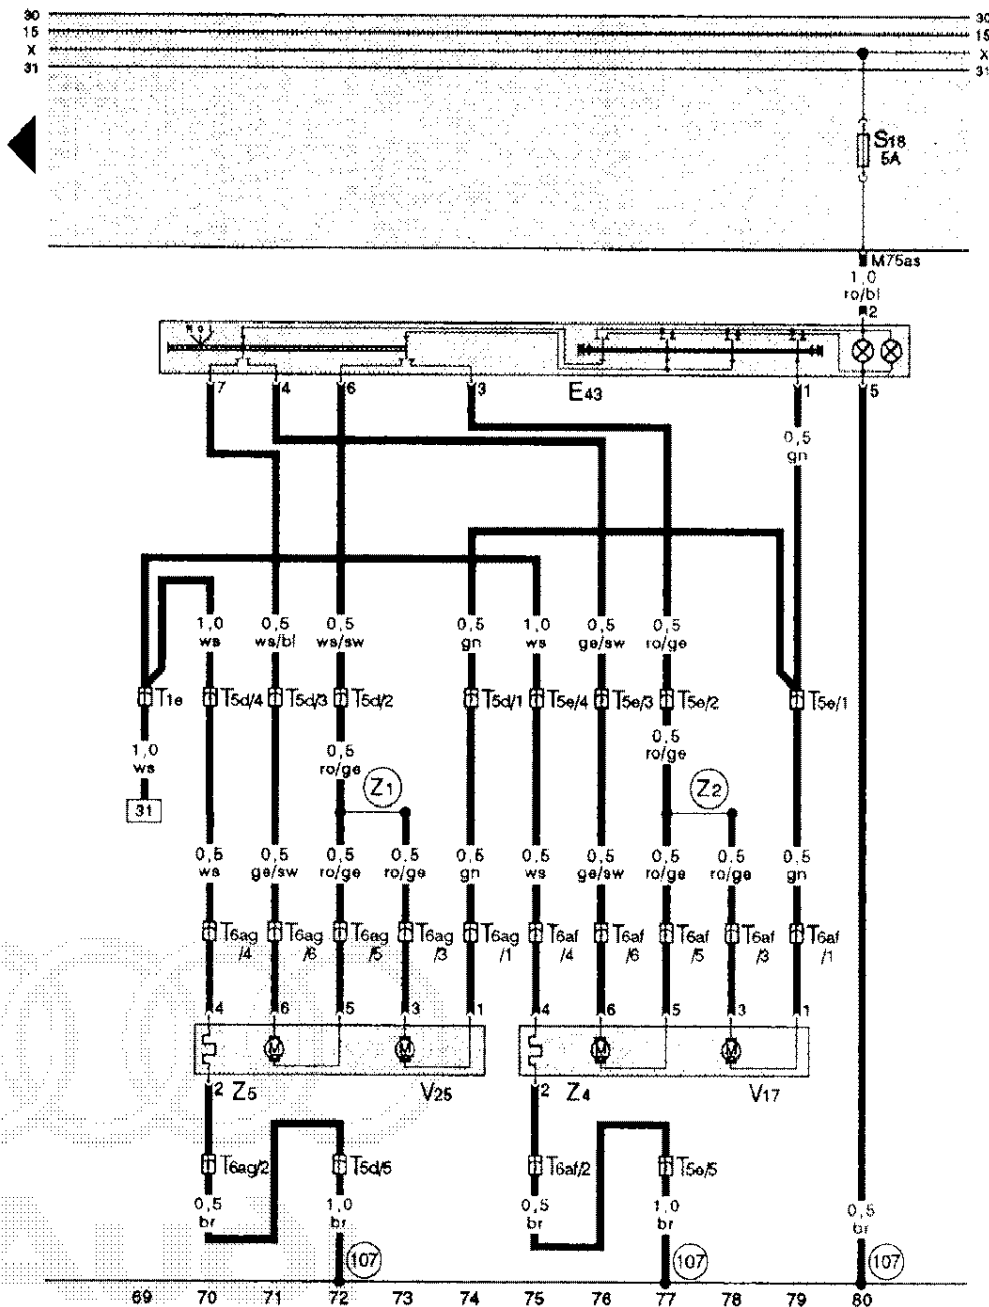 30 30
15 15
X X
31 31
S18
5A
M75as
1,0
ro/bl
2
N 0 L
7 4 6 3 E43 1 5
0,5
gn
1,0 0,5 0,5 0,5 1,0 0,5 0,5
ws ws/bl ws/sw gn ws ge/sw ro/ge
T1e T5d/4 T5d/3 T5d/2 T5d/1 T5e/4 T5e/3 T5e/2 T5e/1
1,0 0,5 0,5
ws ro/ge ro/ge
Z1 Z2
31
0,5 0,5 0,5 0,5 0,5 0,5 0,5 0,5 0,5 0,5
ws ge/sw ro/ge ro/ge gn ws ge/sw ro/ge ro/ge gn
T6ag T6ag T6ag T6ag T6ag T6af T6af T6af T6af T6af
/4 /6 /5 /3 /1 /4 /6 /5 /3 /1
4 6 5 3 1 4 6 5 3 1
M M M M
2 Z5 V25 2 Z4 V17
T6ag/2 T5d/5 T6af/2 T5e/5
0,5 1,0 0,5 1,0 0,5
br br br br br
107 107 107
69 70 71 72 73 74 75 76 77 78 79 80